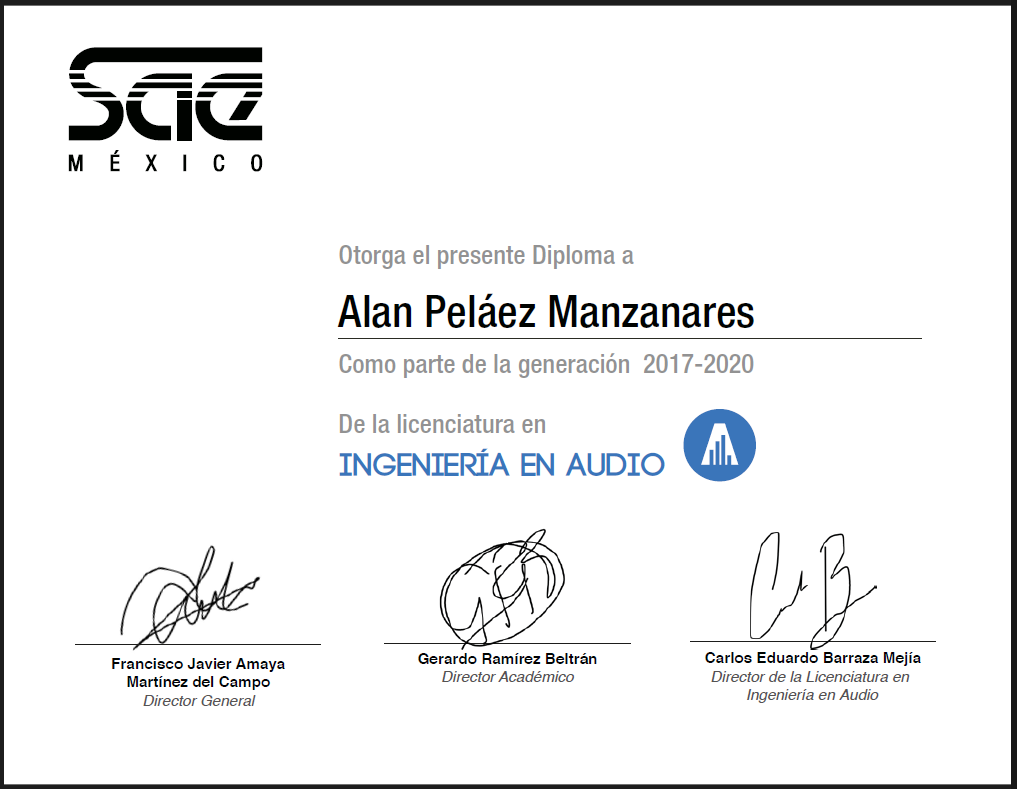 sae
MÉXICO
Otorga el presente Diploma a
Alan Peláez Manzanares
Como parte de la generación 2017-2020
De la licenciatura en
INGENIERÍA EN AUDIO
Francisco Javier Amaya
Martínez del Campo
Director General
Gerardo Ramírez Beltrán
Director Académico
Carlos Eduardo Barraza Mejía
Director de la Licenciatura en
Ingeniería en Audio